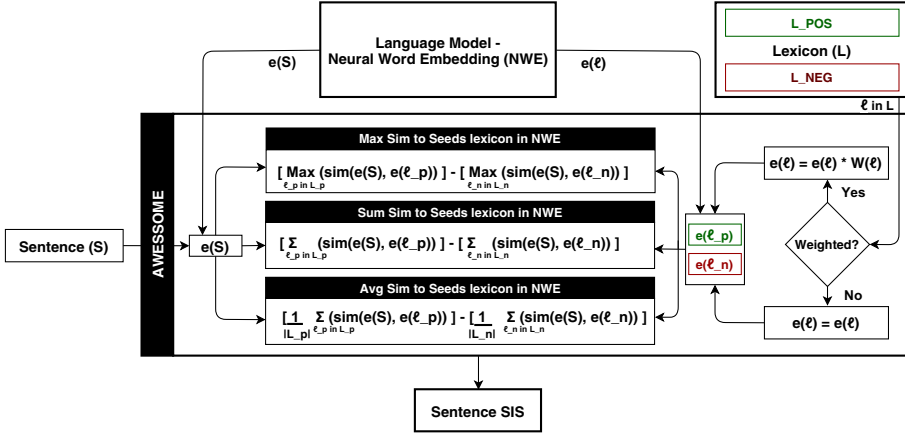 Language Model -
Neural Word Embedding (NWE)
e(S)
e(ℓ)
L_POS
Lexicon (L)
L_NEG
ℓ in L
AWESSOME
Sentence (S)
e(S)
Max Sim to Seeds lexicon in NWE
[ Max (sim(e(S), e(ℓ_p)) ] - [ Max (sim(e(S), e(ℓ_n)) ]
ℓ_p in L_p ℓ_n in L_n
Sum Sim to Seeds lexicon in NWE
[ Σ (sim(e(S), e(ℓ_p)) ] - [ Σ (sim(e(S), e(ℓ_n)) ]
ℓ_p in L_p ℓ_n in L_n
Avg Sim to Seeds lexicon in NWE
[1 Σ (sim(e(S), e(ℓ_p)) ] - [1 Σ (sim(e(S), e(ℓ_n)) ]
|L_p| ℓ_p in L_p |L_n| ℓ_n in L_n
e(ℓ_p)
e(ℓ_n)
e(ℓ) = e(ℓ) * W(ℓ)
Yes
Weighted?
No
e(ℓ) = e(ℓ)
Sentence SIS